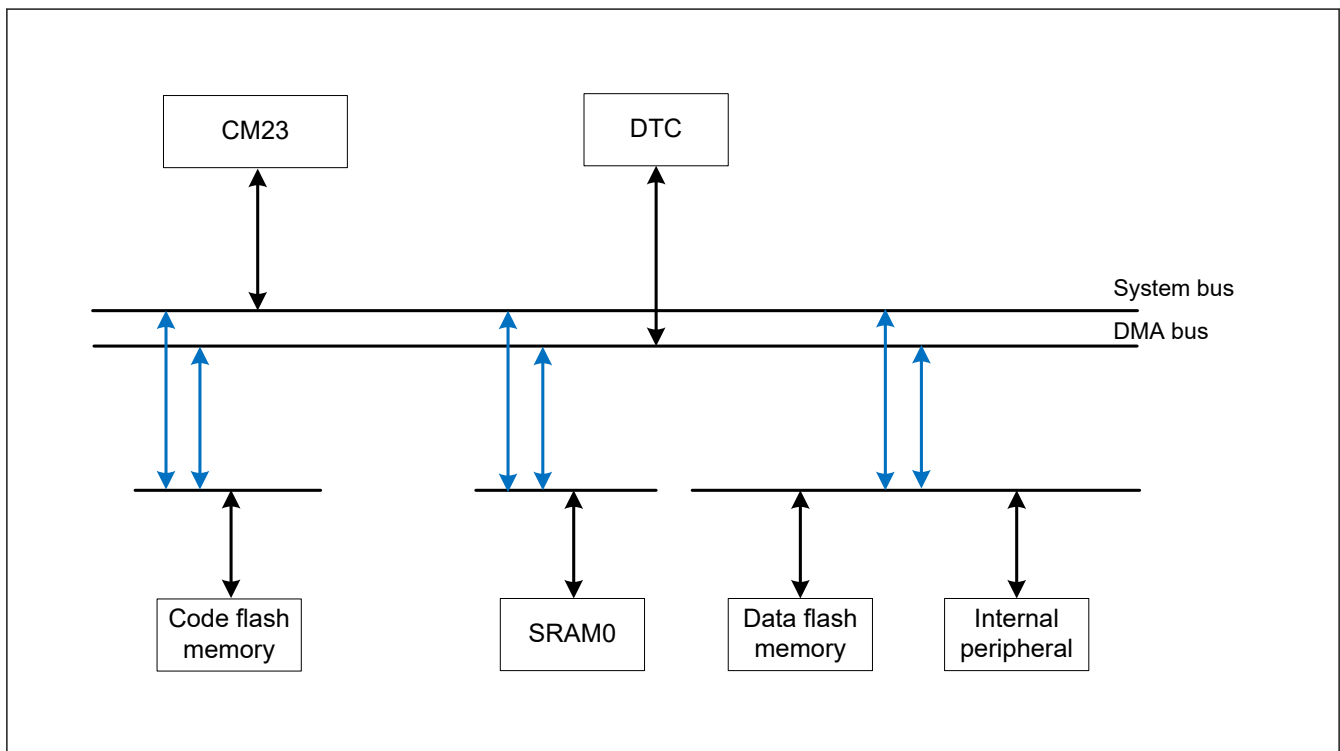 CM23
DTC
System bus
DMA bus
Code flash
memory
SRAM0
Data flash
memory
Internal
peripheral